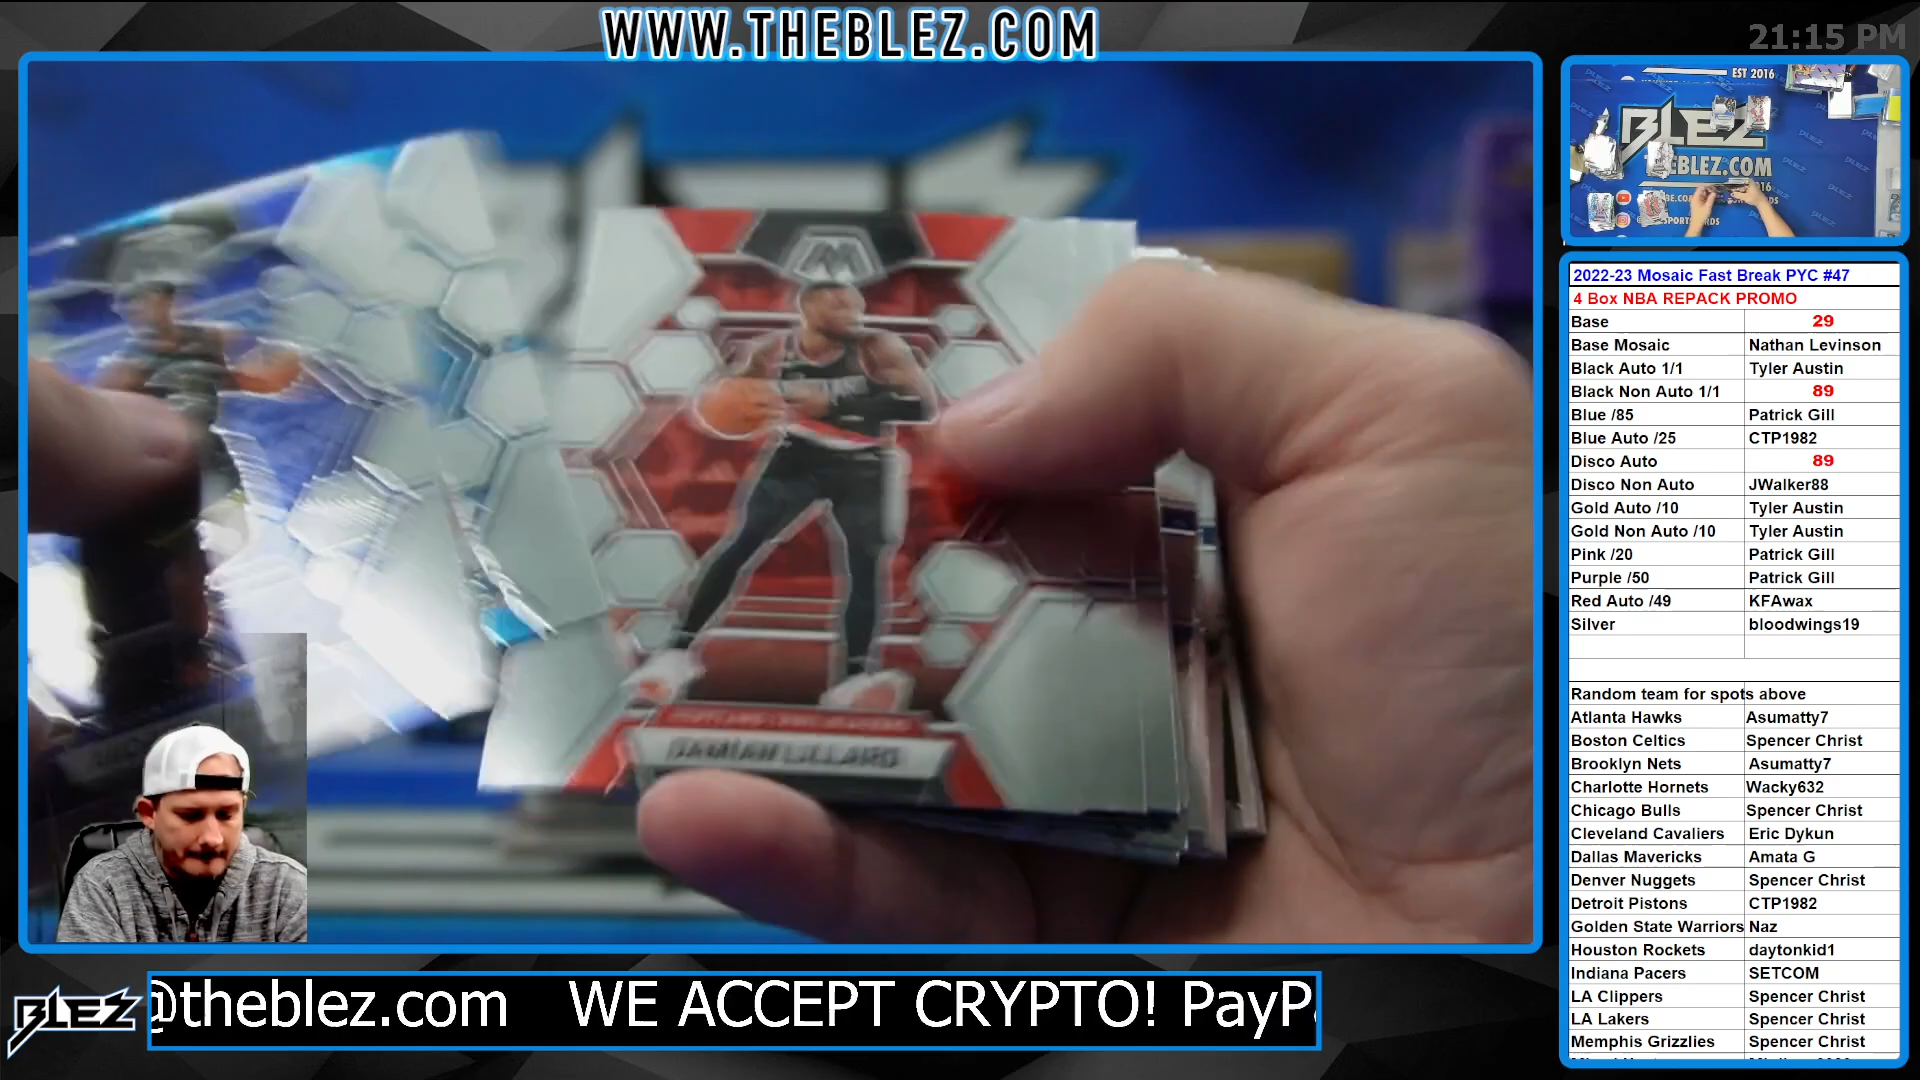 WWW.THEBLEZ.COM
21:15 PM
EST 2016
BLEZ
THEBLEZ.COM
2022-23 Mosaic Fast Break PYC #47
4 Box NBA REPACK PROMO
Base 29
Base Mosaic Nathan Levinson
Black Auto 1/1 Tyler Austin
Black Non Auto 1/1 89
Blue /85 Patrick Gill
Blue Auto /25 CTP1982
Disco Auto 89
Disco Non Auto JWalker88
Gold Auto /10 Tyler Austin
Gold Non Auto /10 Tyler Austin
Pink /20 Patrick Gill
Purple /50 Patrick Gill
Red Auto /49 KFAwax
Silver bloodwings19
Random team for spots above
Atlanta Hawks Asumatty7
Boston Celtics Spencer Christ
Brooklyn Nets Asumatty7
Charlotte Hornets Wacky632
Chicago Bulls Spencer Christ
Cleveland Cavaliers Eric Dykun
Dallas Mavericks Amata G
Denver Nuggets Spencer Christ
Detroit Pistons CTP1982
Golden State Warriors Naz
Houston Rockets daytonkid1
Indiana Pacers SETCOM
LA Clippers Spencer Christ
LA Lakers Spencer Christ
Memphis Grizzlies Spencer Christ
DAMIAN LILLARD
BLEZ
@theblez.com WE ACCEPT CRYPTO! PayP